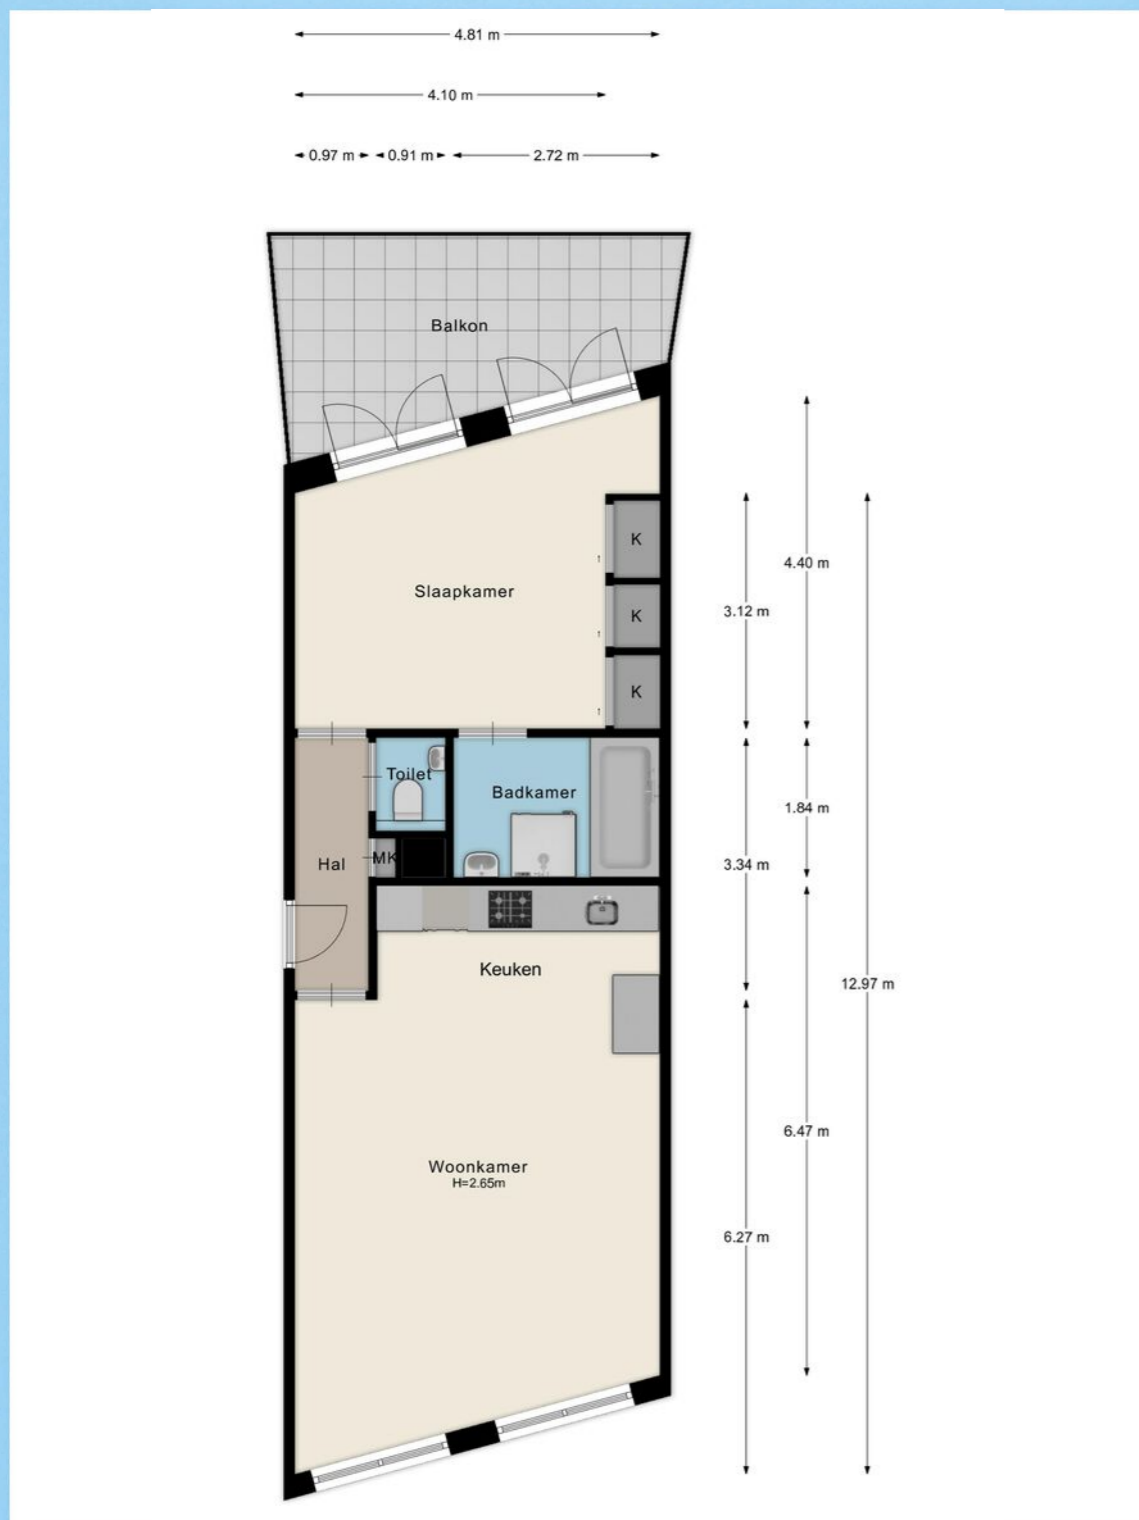 4.81 m
4.10 m
0.97 m 0.91 m 2.72 m
Balkon
K
4.40 m
Slaapkamer
3.12 m
K
K
Toilet
Badkamer
1.84 m
MK
Hal
3.34 m
Keuken
12.97 m
6.47 m
Woonkamer
H=2.65m
6.27 m